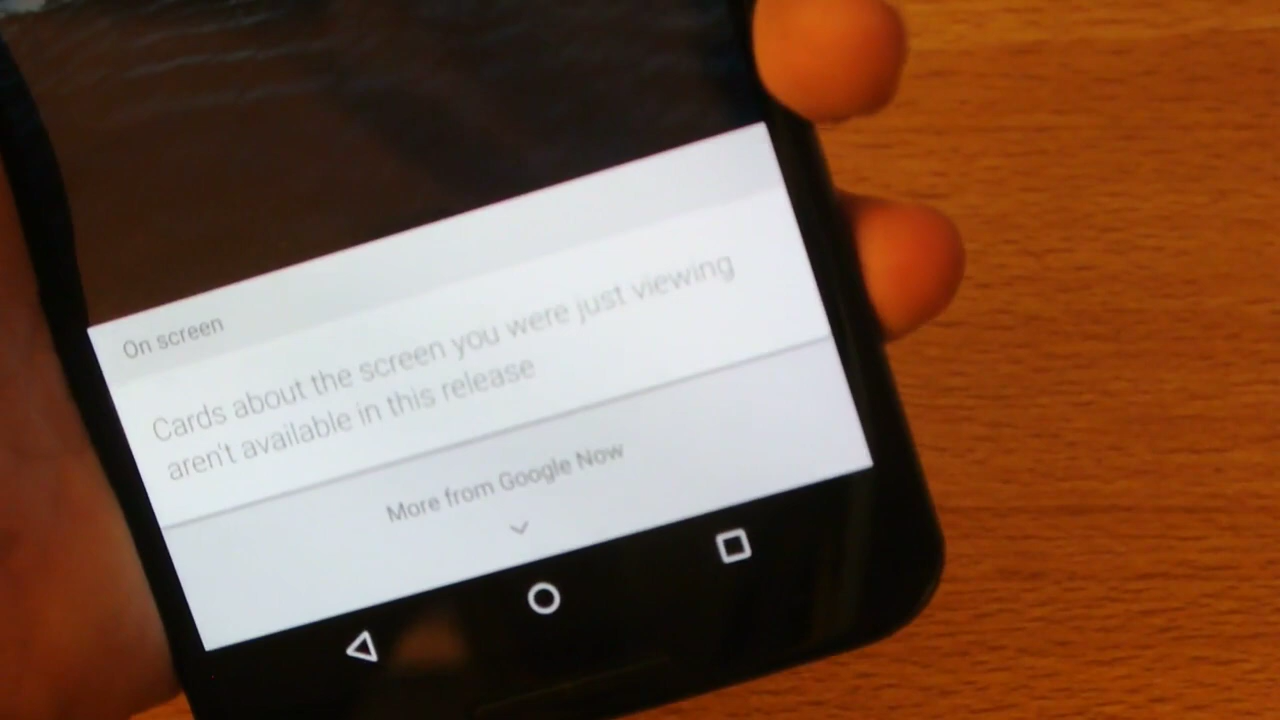 On screen
Cards about the screen you were just viewing
aren't available in this release
More from Google Now